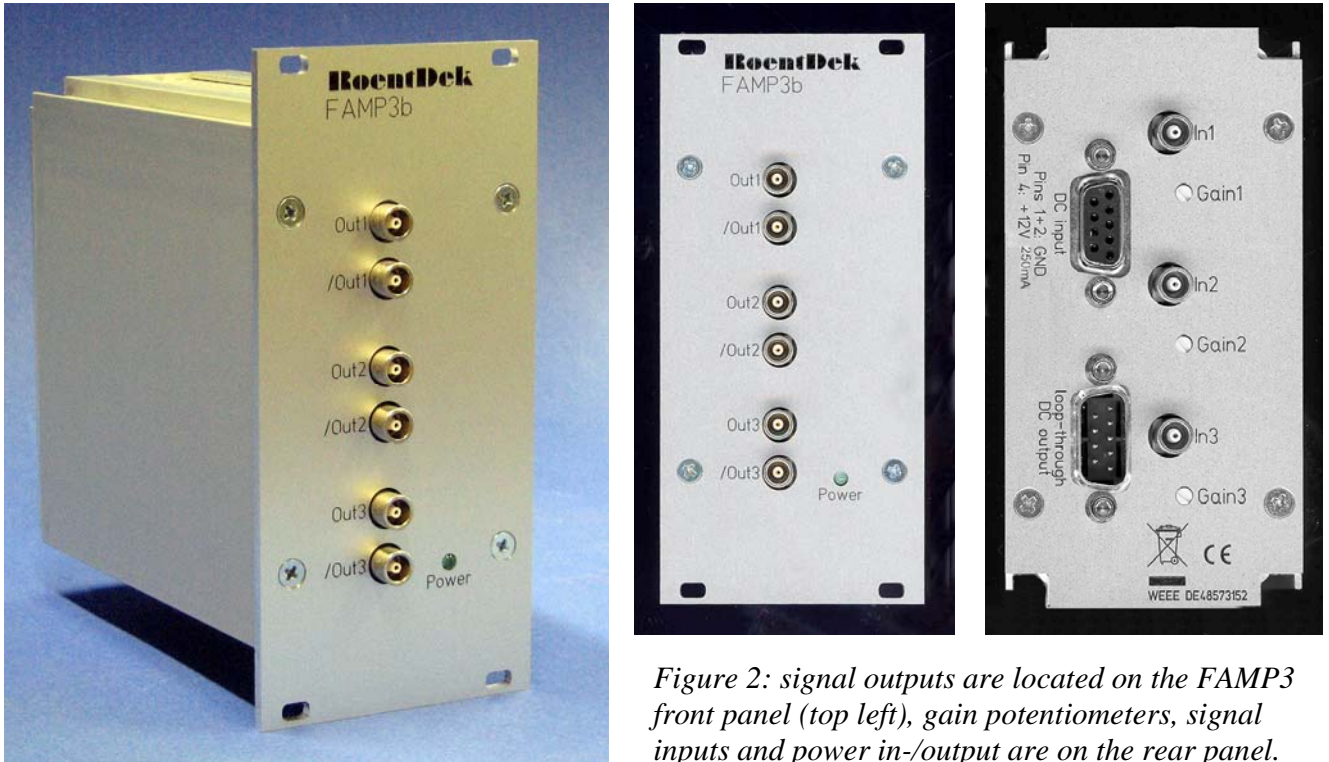 RoentDek
FAMP3b
Out1
/Out1
Out2
/Out2
Out3
/Out3
Power
RoentDek
FAMP3b
Out1
/Out1
Out2
/Out2
Out3
/Out3
Power
In1
Gain1
DC input
Pins 1+2: GND
Pin 4: +12V 250mA
In2
Gain2
loop-through
DC output
In3
Gain3
CE
WEEE DE48573152
Figure 2: signal outputs are located on the FAMP3
front panel (top left), gain potentiometers, signal
inputs and power in-/output are on the rear panel.